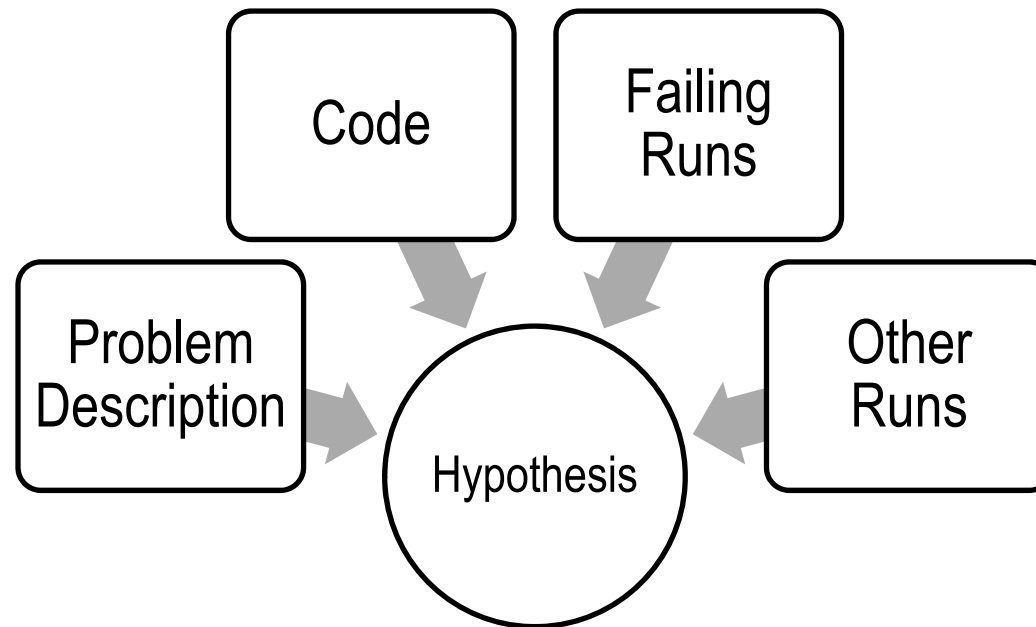 Code
Failing
Runs
Problem
Description
Other
Runs
Hypothesis